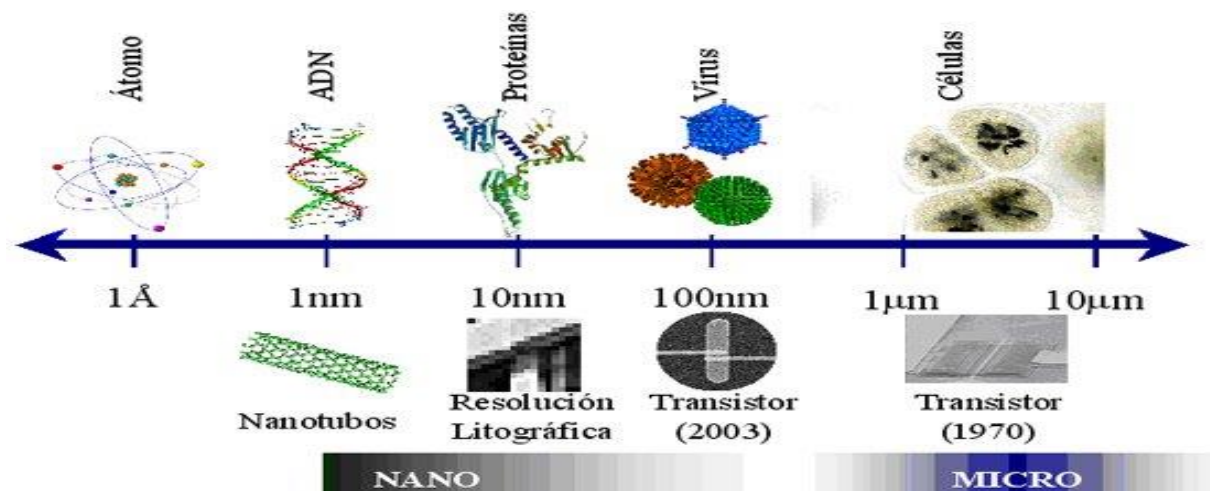 Átomo
ADN
Proteínas
Vírus
Células
1Å
1nm
10nm
100nm
1µm
10µm
Nanotubos
Resolución
Litográfica
Transistor
(2003)
Transistor
(1970)
NANO
MICRO